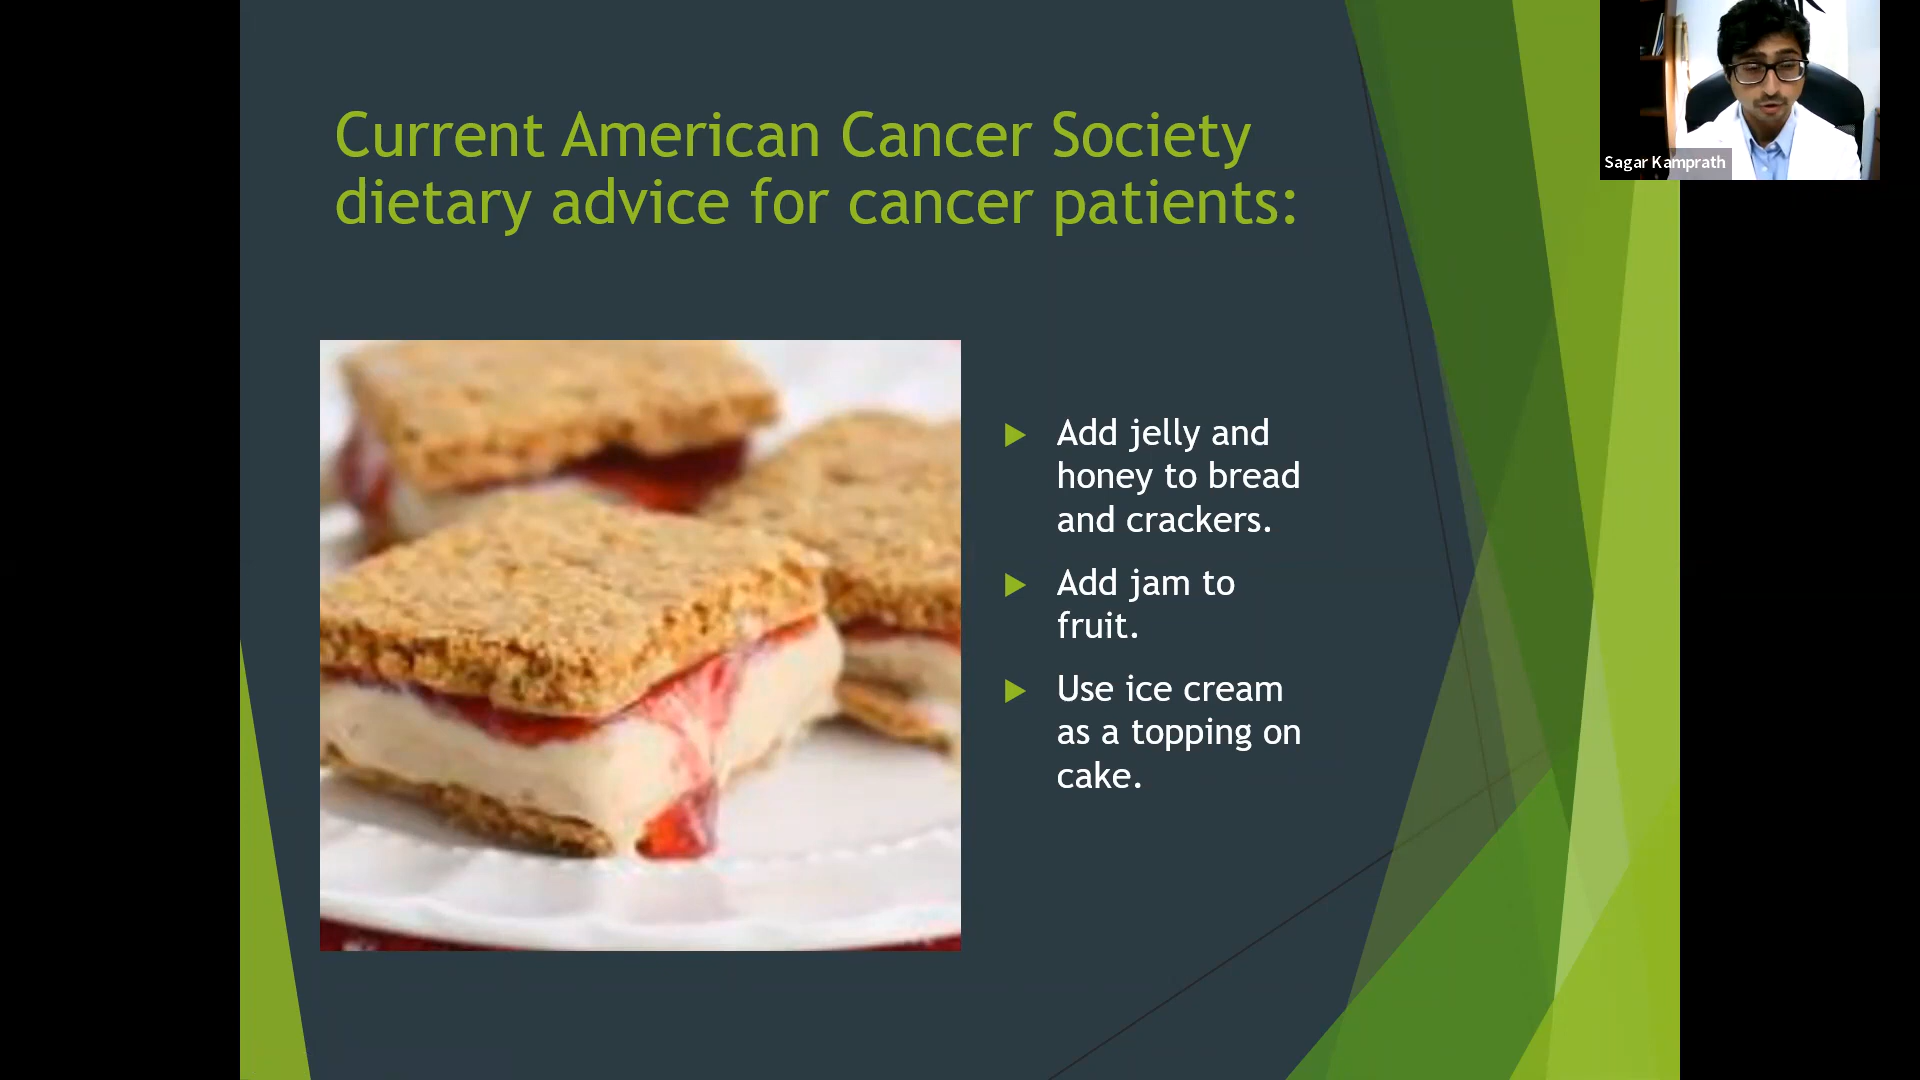 Current American Cancer Society
dietary advice for cancer patients:
Sagar Kamprath
Add jelly and
honey to bread
and crackers.
Add jam to
fruit.
Use ice cream
as a topping on
cake.